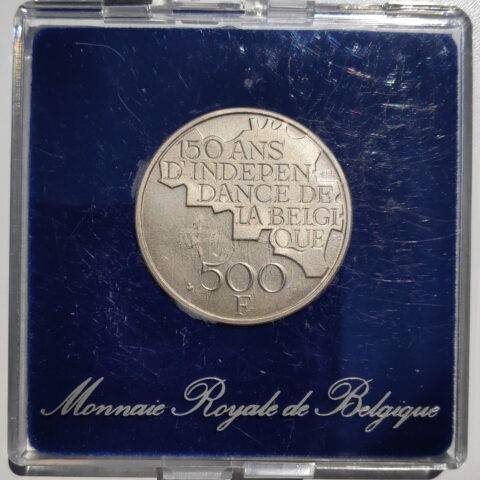 150 ANS
D'INDEPEN
DANCE DE
LA BELGI
QUE
500
F
Monnaie Royale de Belgique